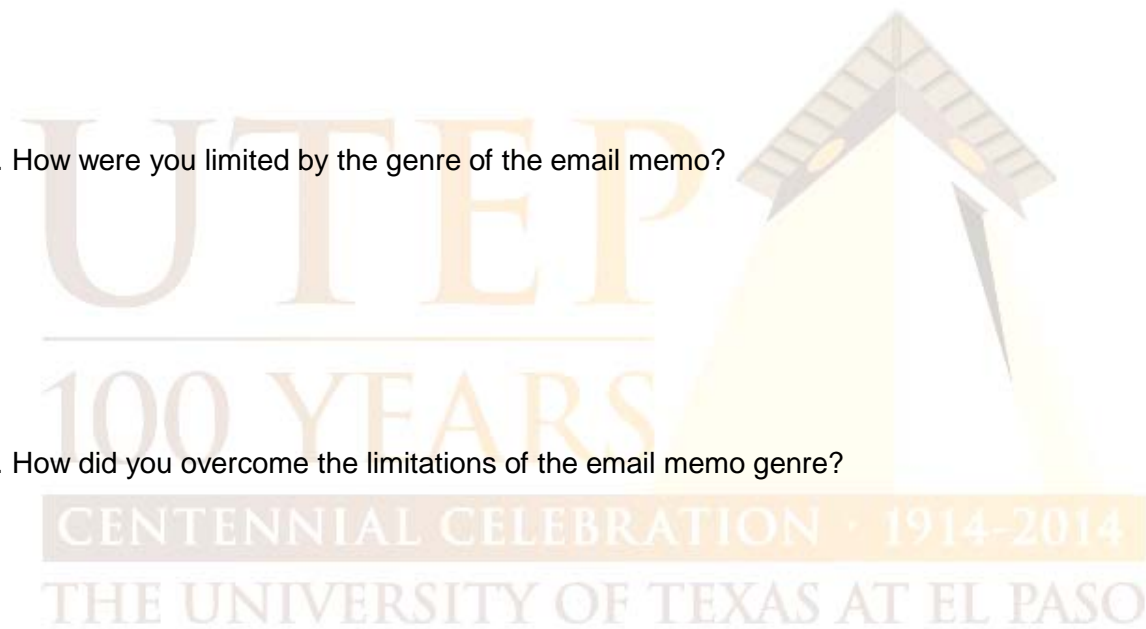 UTEP
. How were you limited by the genre of the email memo?
100 YEARS
. How did you overcome the limitations of the email memo genre?
CENTENNIAL CELEBRATION · 1914-2014
THE UNIVERSITY OF TEXAS AT EL PASO